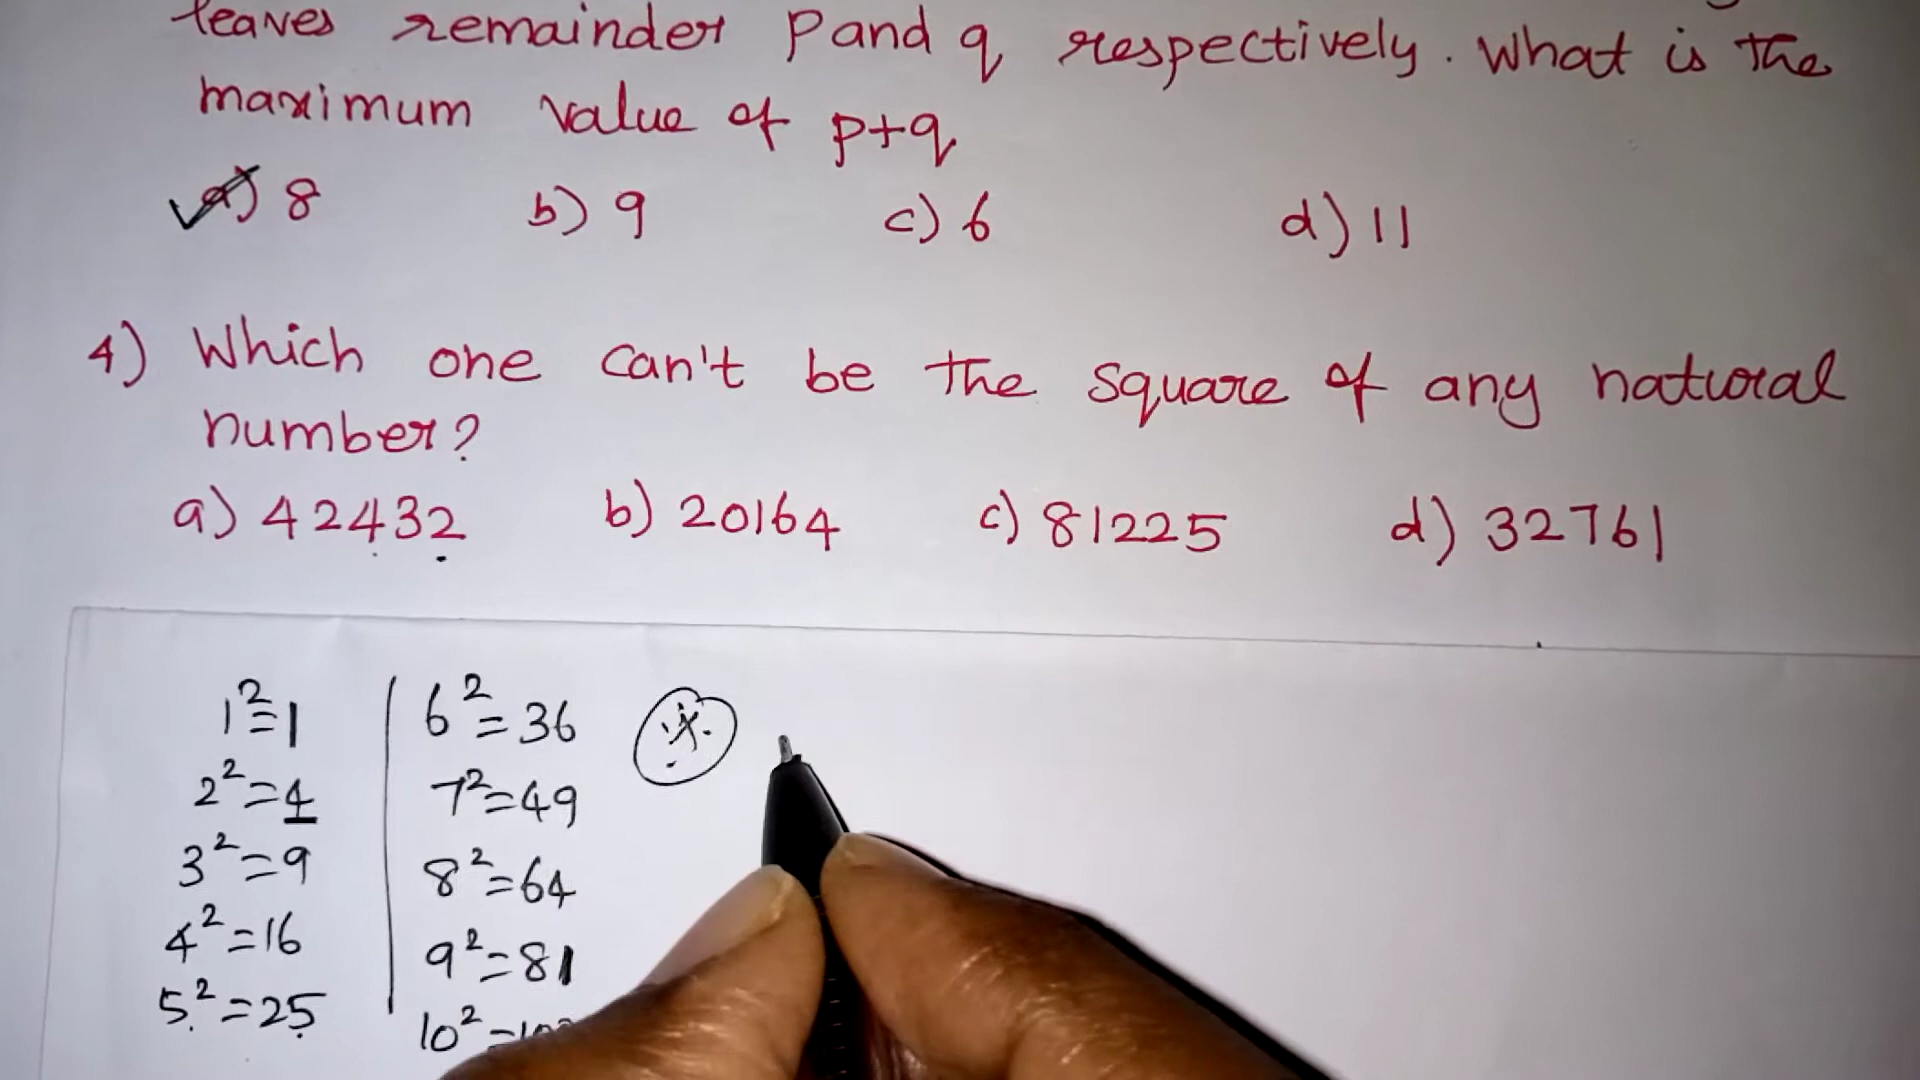 leaves remainder P and q respectively. What is the
maximum value of p+q
a) 8 b) 9 c) 6 d) 11
4) Which one can't be the square of any natural
number?
a) 42432 b) 20164 c) 81225 d) 32761
1²=1 6²=36
2²=4 7²=49
3²=9 8²=64
4²=16 9²=81
5²=25 10²=